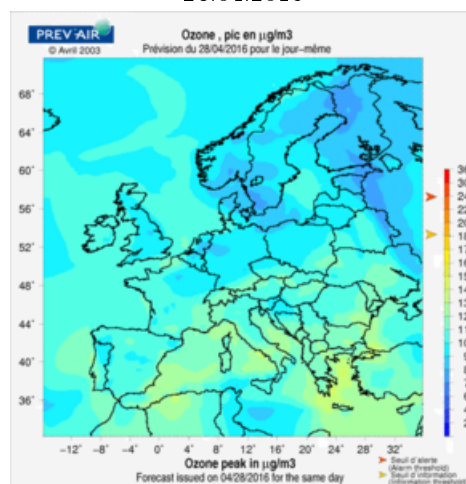 PREV'AIR
© Avril 2003
Ozone , pic en µg/m3
Prévision du 28/04/2016 pour le jour-même
68°
64°
60°
56°
52°
48°
44°
40°
36°
-12° -8° -4° 0° 4° 8° 12° 16° 20° 24° 28° 32°
Ozone peak in µg/m3
Forecast issued on 04/28/2016 for the same day
Seuil d'alerte
(Alarm threshold)
Seuil d'information
(Information threshold)